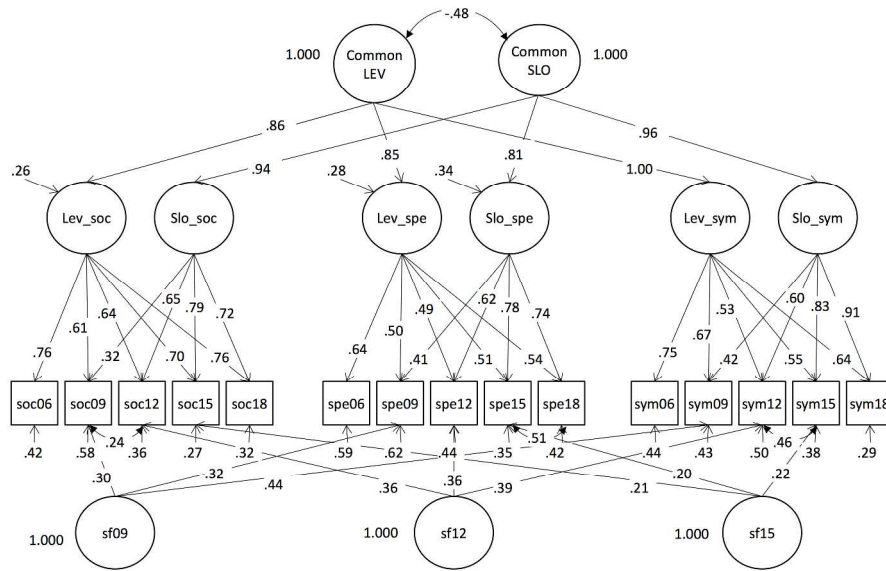 -.48
1.000
Common
LEV
Common
SLO
1.000
.86
.96
.94
.85
.81
1.00
.26
.28
.34
Lev_soc
Slo_soc
Lev_spe
Slo_spe
Lev_sym
Slo_sym
.76
.61
.64
.32
.65
.70
.79
.76
.72
.64
.50
.41
.49
.62
.51
.78
.54
.74
.75
.67
.42
.53
.60
.55
.83
.64
.91
soc06
soc09
soc12
soc15
soc18
spe06
spe09
spe12
spe15
spe18
sym06
sym09
sym12
sym15
sym18
.24
.51
.46
.42
.58
.36
.27
.32
.59
.62
.44
.35
.42
.44
.43
.50
.38
.29
.30
.32
.44
.36
.36
.39
.21
.20
.22
1.000
sf09
1.000
sf12
1.000
sf15